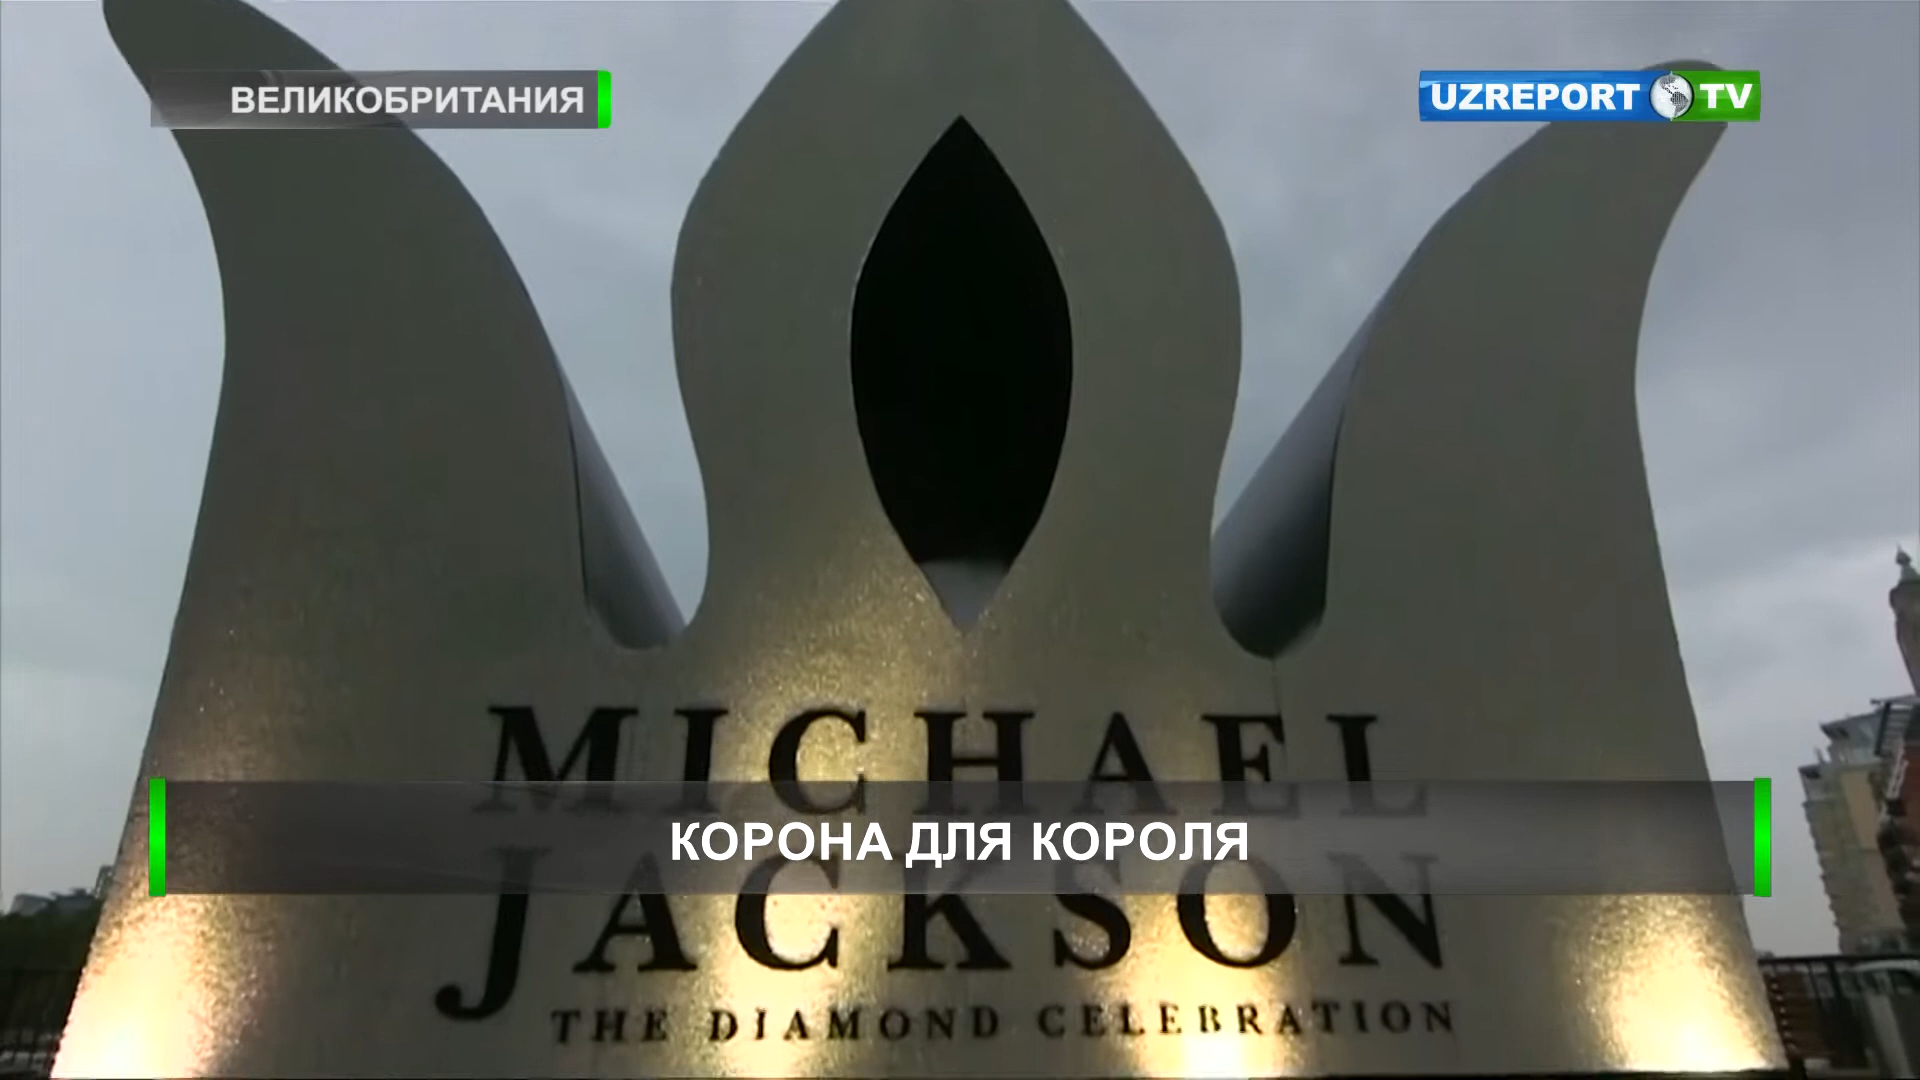 ВЕЛИКОБРИТАНИЯ
UZREPORT TV
MICHAEL
КОРОНА ДЛЯ КОРОЛЯ
JACKSON
THE DIAMOND CELEBRATION